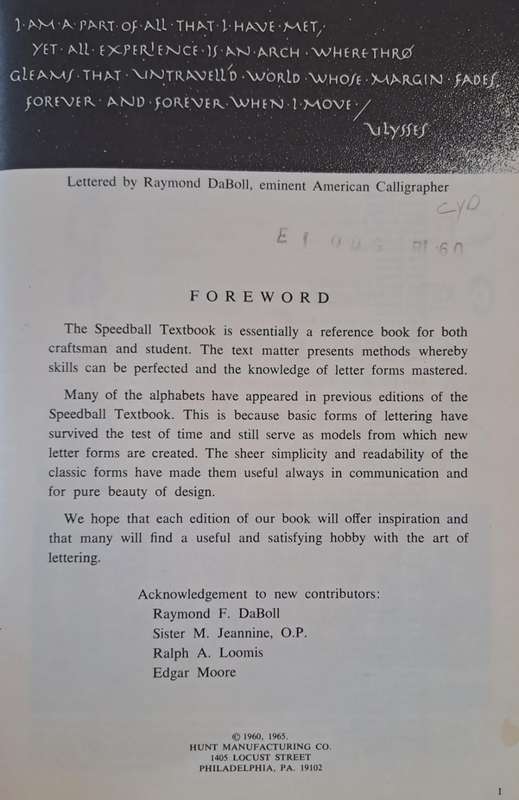 I·AM·A·PART·OF·ALL·THAT·I·HAVE·MET,
YET·ALL·EXPERIENCE·IS·AN·ARCH·WHERETHRO
GLEAMS·THAT·UNTRAVELL'D·WORLD·WHOSE·MARGIN·FADES
FOREVER·AND·FOREVER·WHEN·I·MOVE·/
ULYSSES
Lettered by Raymond DaBoll, eminent American Calligrapher
FOREWORD
The Speedball Textbook is essentially a reference book for both
craftsman and student. The text matter presents methods whereby
skills can be perfected and the knowledge of letter forms mastered.
Many of the alphabets have appeared in previous editions of the
Speedball Textbook. This is because basic forms of lettering have
survived the test of time and still serve as models from which new
letter forms are created. The sheer simplicity and readability of the
classic forms have made them useful always in communication and
for pure beauty of design.
We hope that each edition of our book will offer inspiration and
that many will find a useful and satisfying hobby with the art of
lettering.
Acknowledgement to new contributors:
Raymond F. DaBoll
Sister M. Jeannine, O.P.
Ralph A. Loomis
Edgar Moore
© 1960, 1965,
HUNT MANUFACTURING CO.
1405 LOCUST STREET
PHILADELPHIA, PA. 19102
1